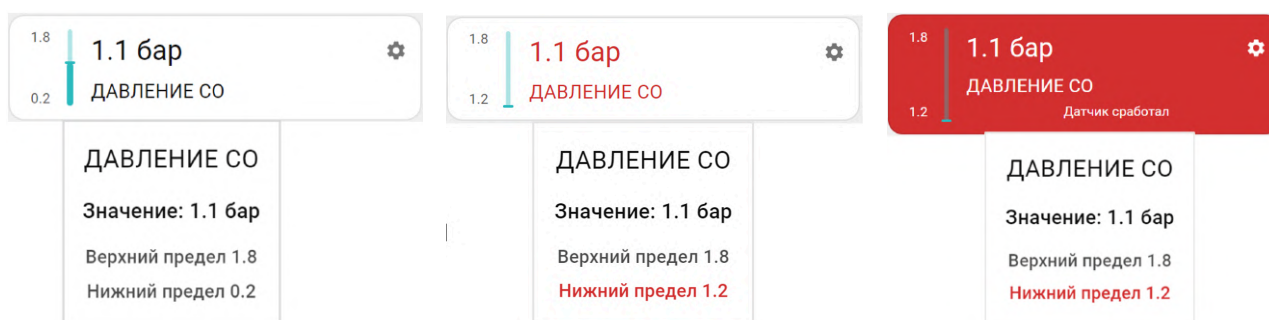 1.8
1.1 бар
0.2
ДАВЛЕНИЕ СО
ДАВЛЕНИЕ СО
Значение: 1.1 бар
Верхний предел 1.8
Нижний предел 0.2
1.8
1.1 бар
1.2
ДАВЛЕНИЕ СО
ДАВЛЕНИЕ СО
Значение: 1.1 бар
Верхний предел 1.8
Нижний предел 1.2
1.8
1.1 бар
ДАВЛЕНИЕ СО
1.2
Датчик сработал
ДАВЛЕНИЕ СО
Значение: 1.1 бар
Верхний предел 1.8
Нижний предел 1.2